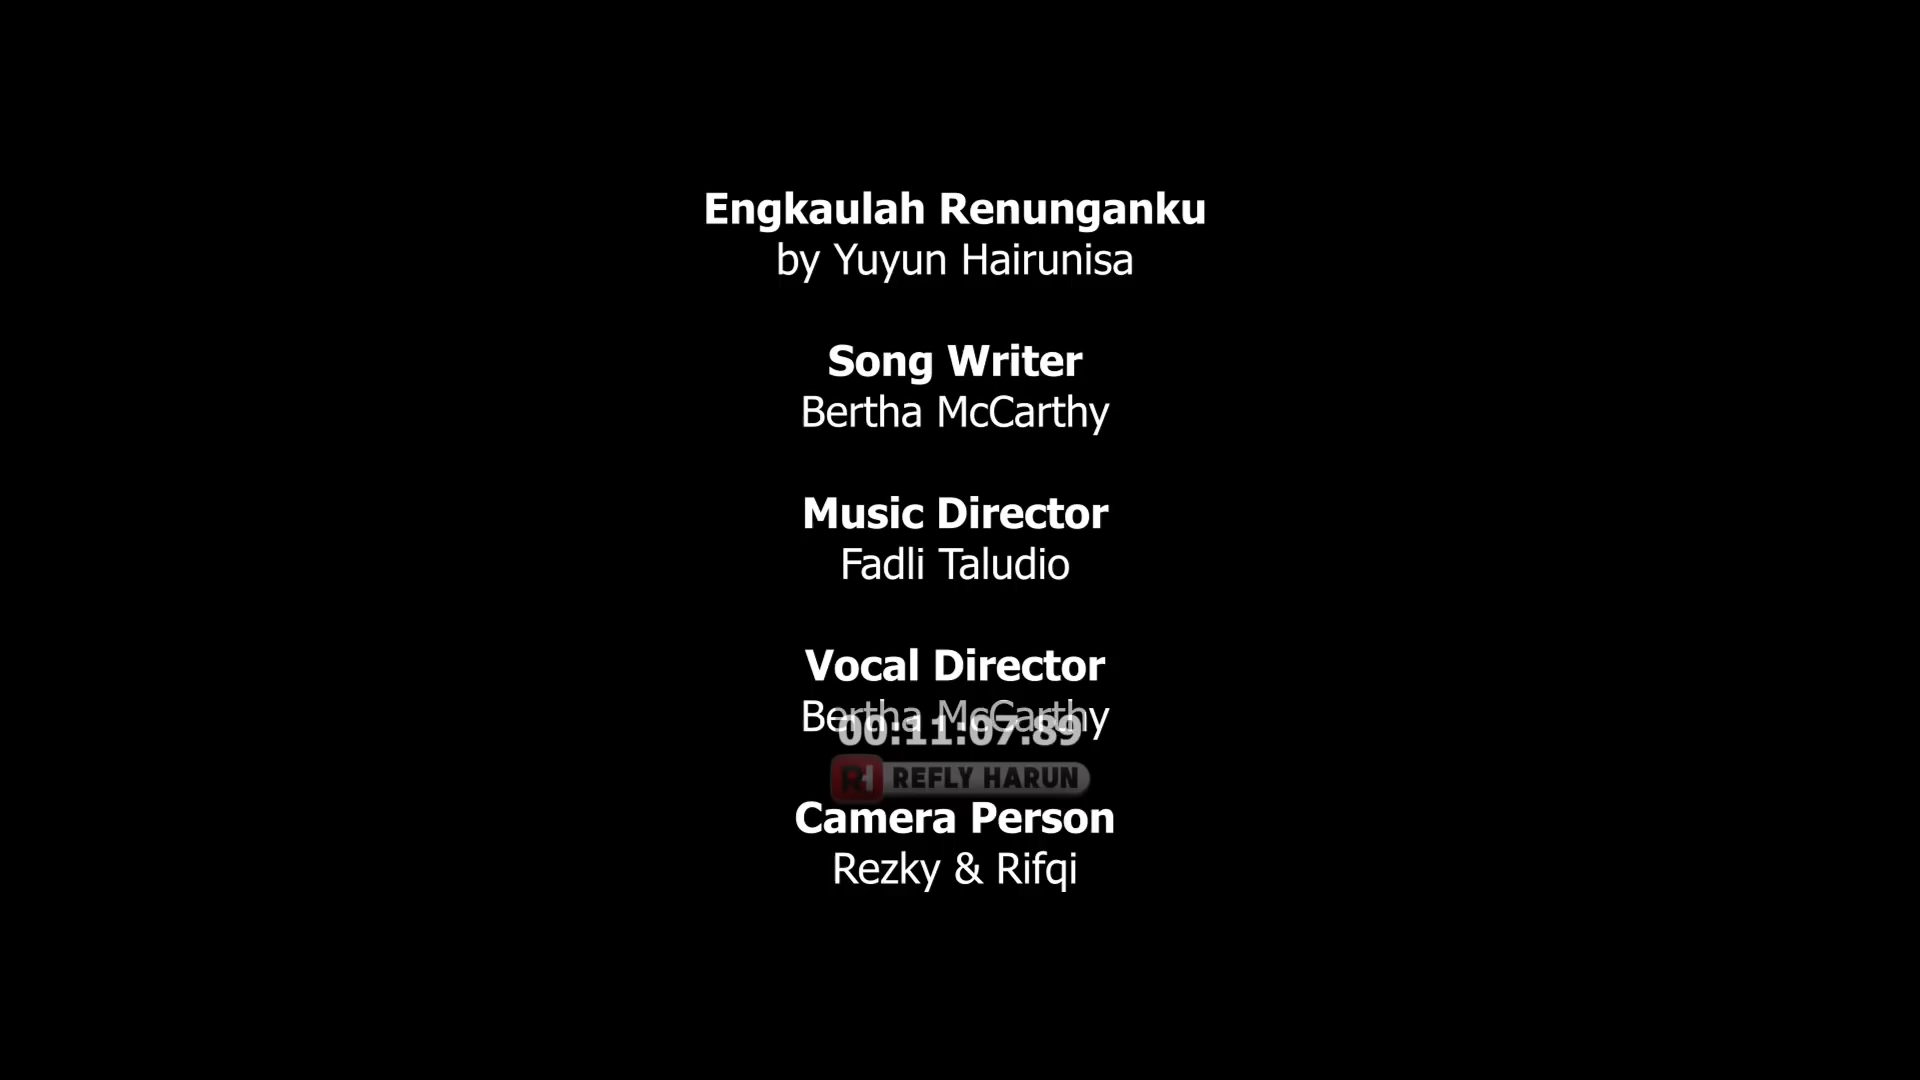 Engkaulah Renunganku
by Yuyun Hairunisa
Song Writer
Bertha McCarthy
Music Director
Fadli Taludio
Vocal Director
Bertha McCarthy
00:11:07:89
RH REFLY HARUN
Camera Person
Rezky & Rifqi